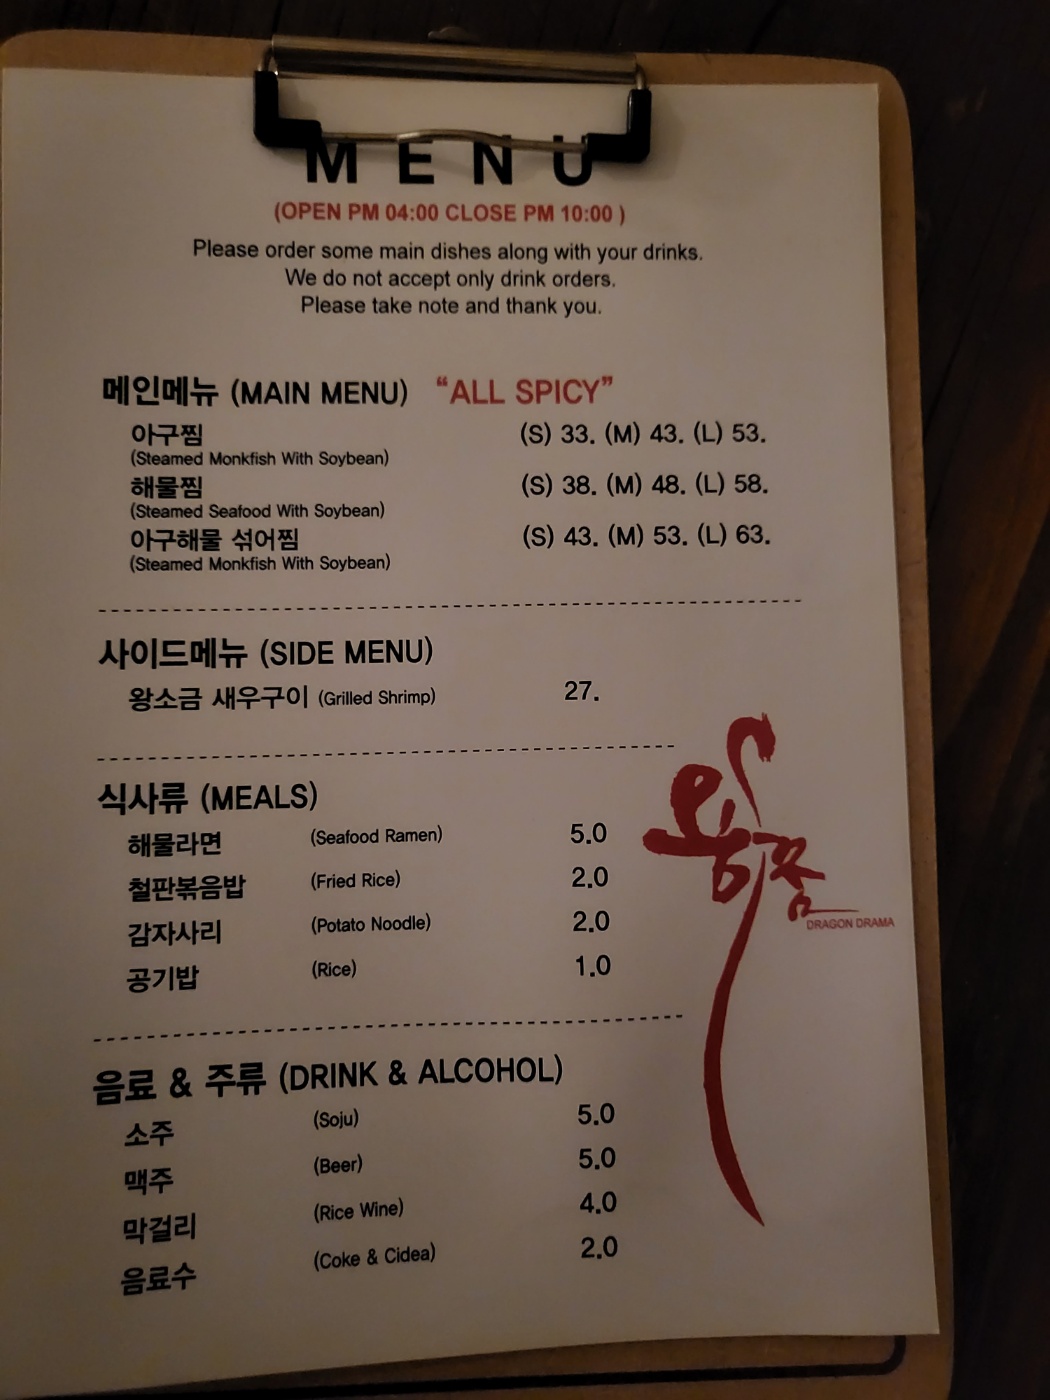 MENU
(OPEN PM 04:00 CLOSE PM 10:00 )
Please order some main dishes along with your drinks.
We do not accept only drink orders.
Please take note and thank you.
메인메뉴 (MAIN MENU) “ALL SPICY”
아구찜 (S) 33. (M) 43. (L) 53.
(Steamed Monkfish With Soybean)
해물찜 (S) 38. (M) 48. (L) 58.
(Steamed Seafood With Soybean)
아구해물 섞어찜 (S) 43. (M) 53. (L) 63.
(Steamed Monkfish With Soybean)
사이드메뉴 (SIDE MENU)
왕소금 새우구이 (Grilled Shrimp) 27.
식사류 (MEALS)
해물라면 (Seafood Ramen) 5.0
철판볶음밥 (Fried Rice) 2.0
감자사리 (Potato Noodle) 2.0
공기밥 (Rice) 1.0
용꿈
DRAGON DRAMA
음료 & 주류 (DRINK & ALCOHOL)
소주 (Soju) 5.0
맥주 (Beer) 5.0
막걸리 (Rice Wine) 4.0
음료수 (Coke & Cidea) 2.0